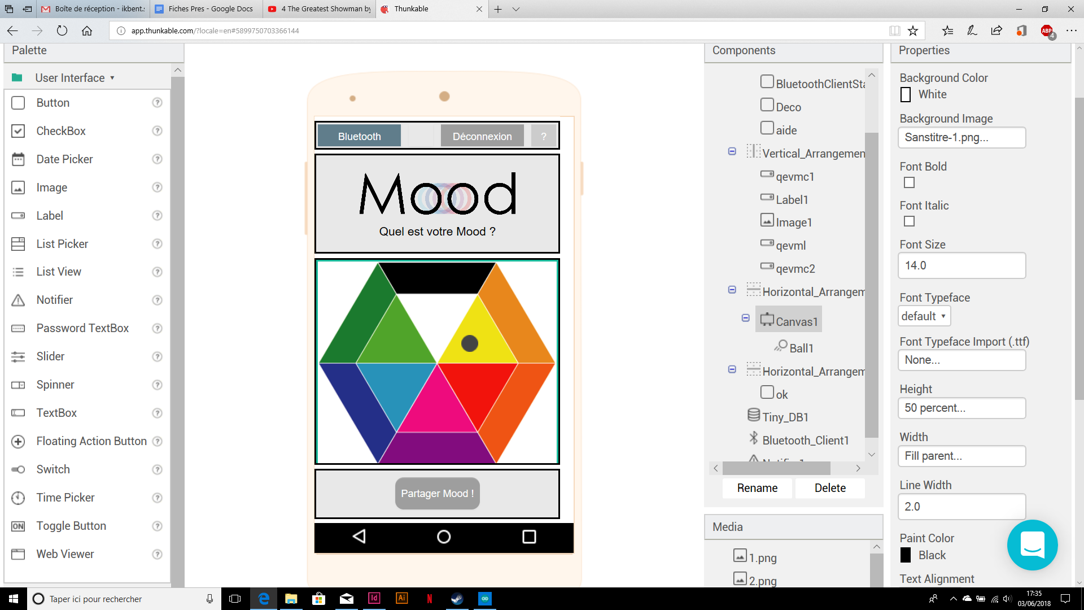 Boîte de réception - ikbent.s
Fiches Pres - Google Docs
4 The Greatest Showman by
Thunkable
app.thunkable.com/?locale=en#5899750703366144
ABP
4
Palette
User Interface
Button
CheckBox
Date Picker
Image
Label
List Picker
List View
Notifier
Password TextBox
Slider
Spinner
TextBox
Floating Action Button
Switch
Time Picker
Toggle Button
Web Viewer
Bluetooth
Déconnexion
?
Mood
Quel est votre Mood ?
Partager Mood !
Components
BluetoothClientSta
Deco
aide
Vertical_Arrangemen
qevmc1
Label1
Image1
qevml
qevmc2
Horizontal_Arrangem
Canvas1
Ball1
Horizontal_Arrangem
ok
Tiny_DB1
Bluetooth_Client1
Rename
Delete
Media
1.png
2.png
Properties
Background Color
White
Background Image
Sanstitre-1.png...
Font Bold
Font Italic
Font Size
14.0
Font Typeface
default
Font Typeface Import (.ttf)
None...
Height
50 percent...
Width
Fill parent...
Line Width
2.0
Paint Color
Black
Text Alignment
Taper ici pour rechercher
17:35
03/06/2018